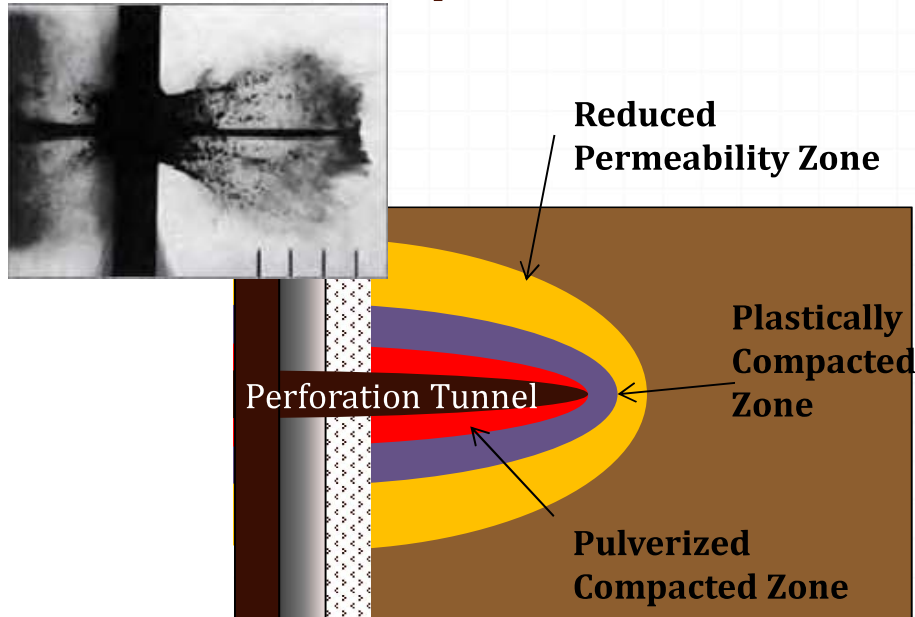 Reduced
Permeability Zone
Plastically
Compacted
Zone
Perforation Tunnel
Pulverized
Compacted Zone